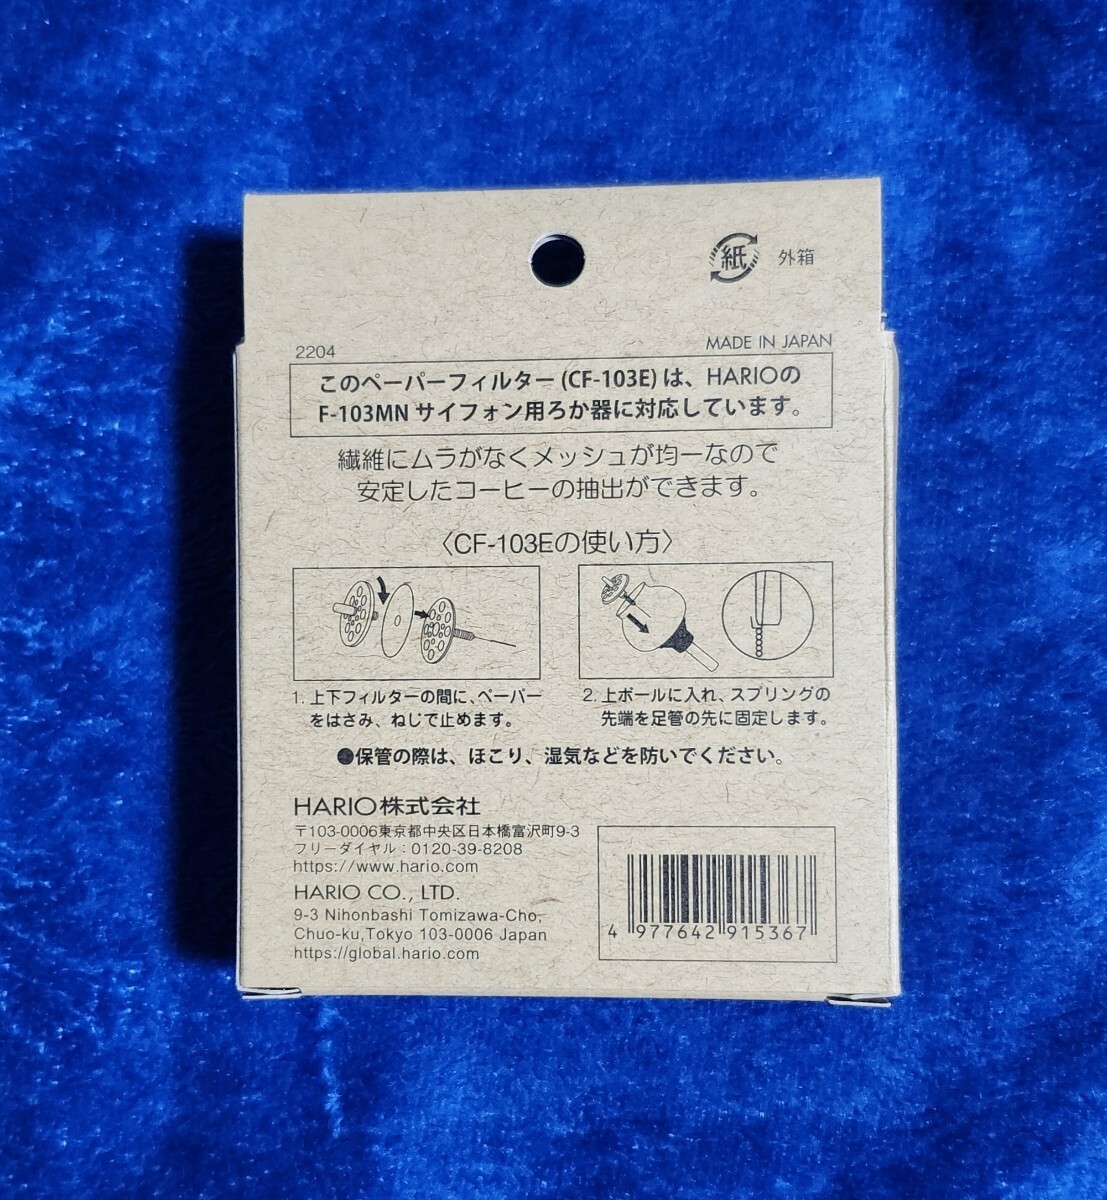 紙 外箱
2204
MADE IN JAPAN
このペーパーフィルター(CF-103E)は、HARIOの
F-103MN サイフォン用ろか器に対応しています。
繊維にムラがなくメッシュが均一なので
安定したコーヒーの抽出ができます。
〈CF-103Eの使い方〉
1. 上下フィルターの間に、ペーパー
をはさみ、ねじで止めます。
2. 上ボールに入れ、スプリングの
先端を足管の先に固定します。
●保管の際は、ほこり、湿気などを防いでください。
HARIO株式会社
〒103-0006東京都中央区日本橋富沢町9-3
フリーダイヤル：0120-39-8208
https://www.hario.com
HARIO CO., LTD.
9-3 Nihonbashi Tomizawa-Cho,
Chuo-ku,Tokyo 103-0006 Japan
https://global.hario.com
4 977642 915367